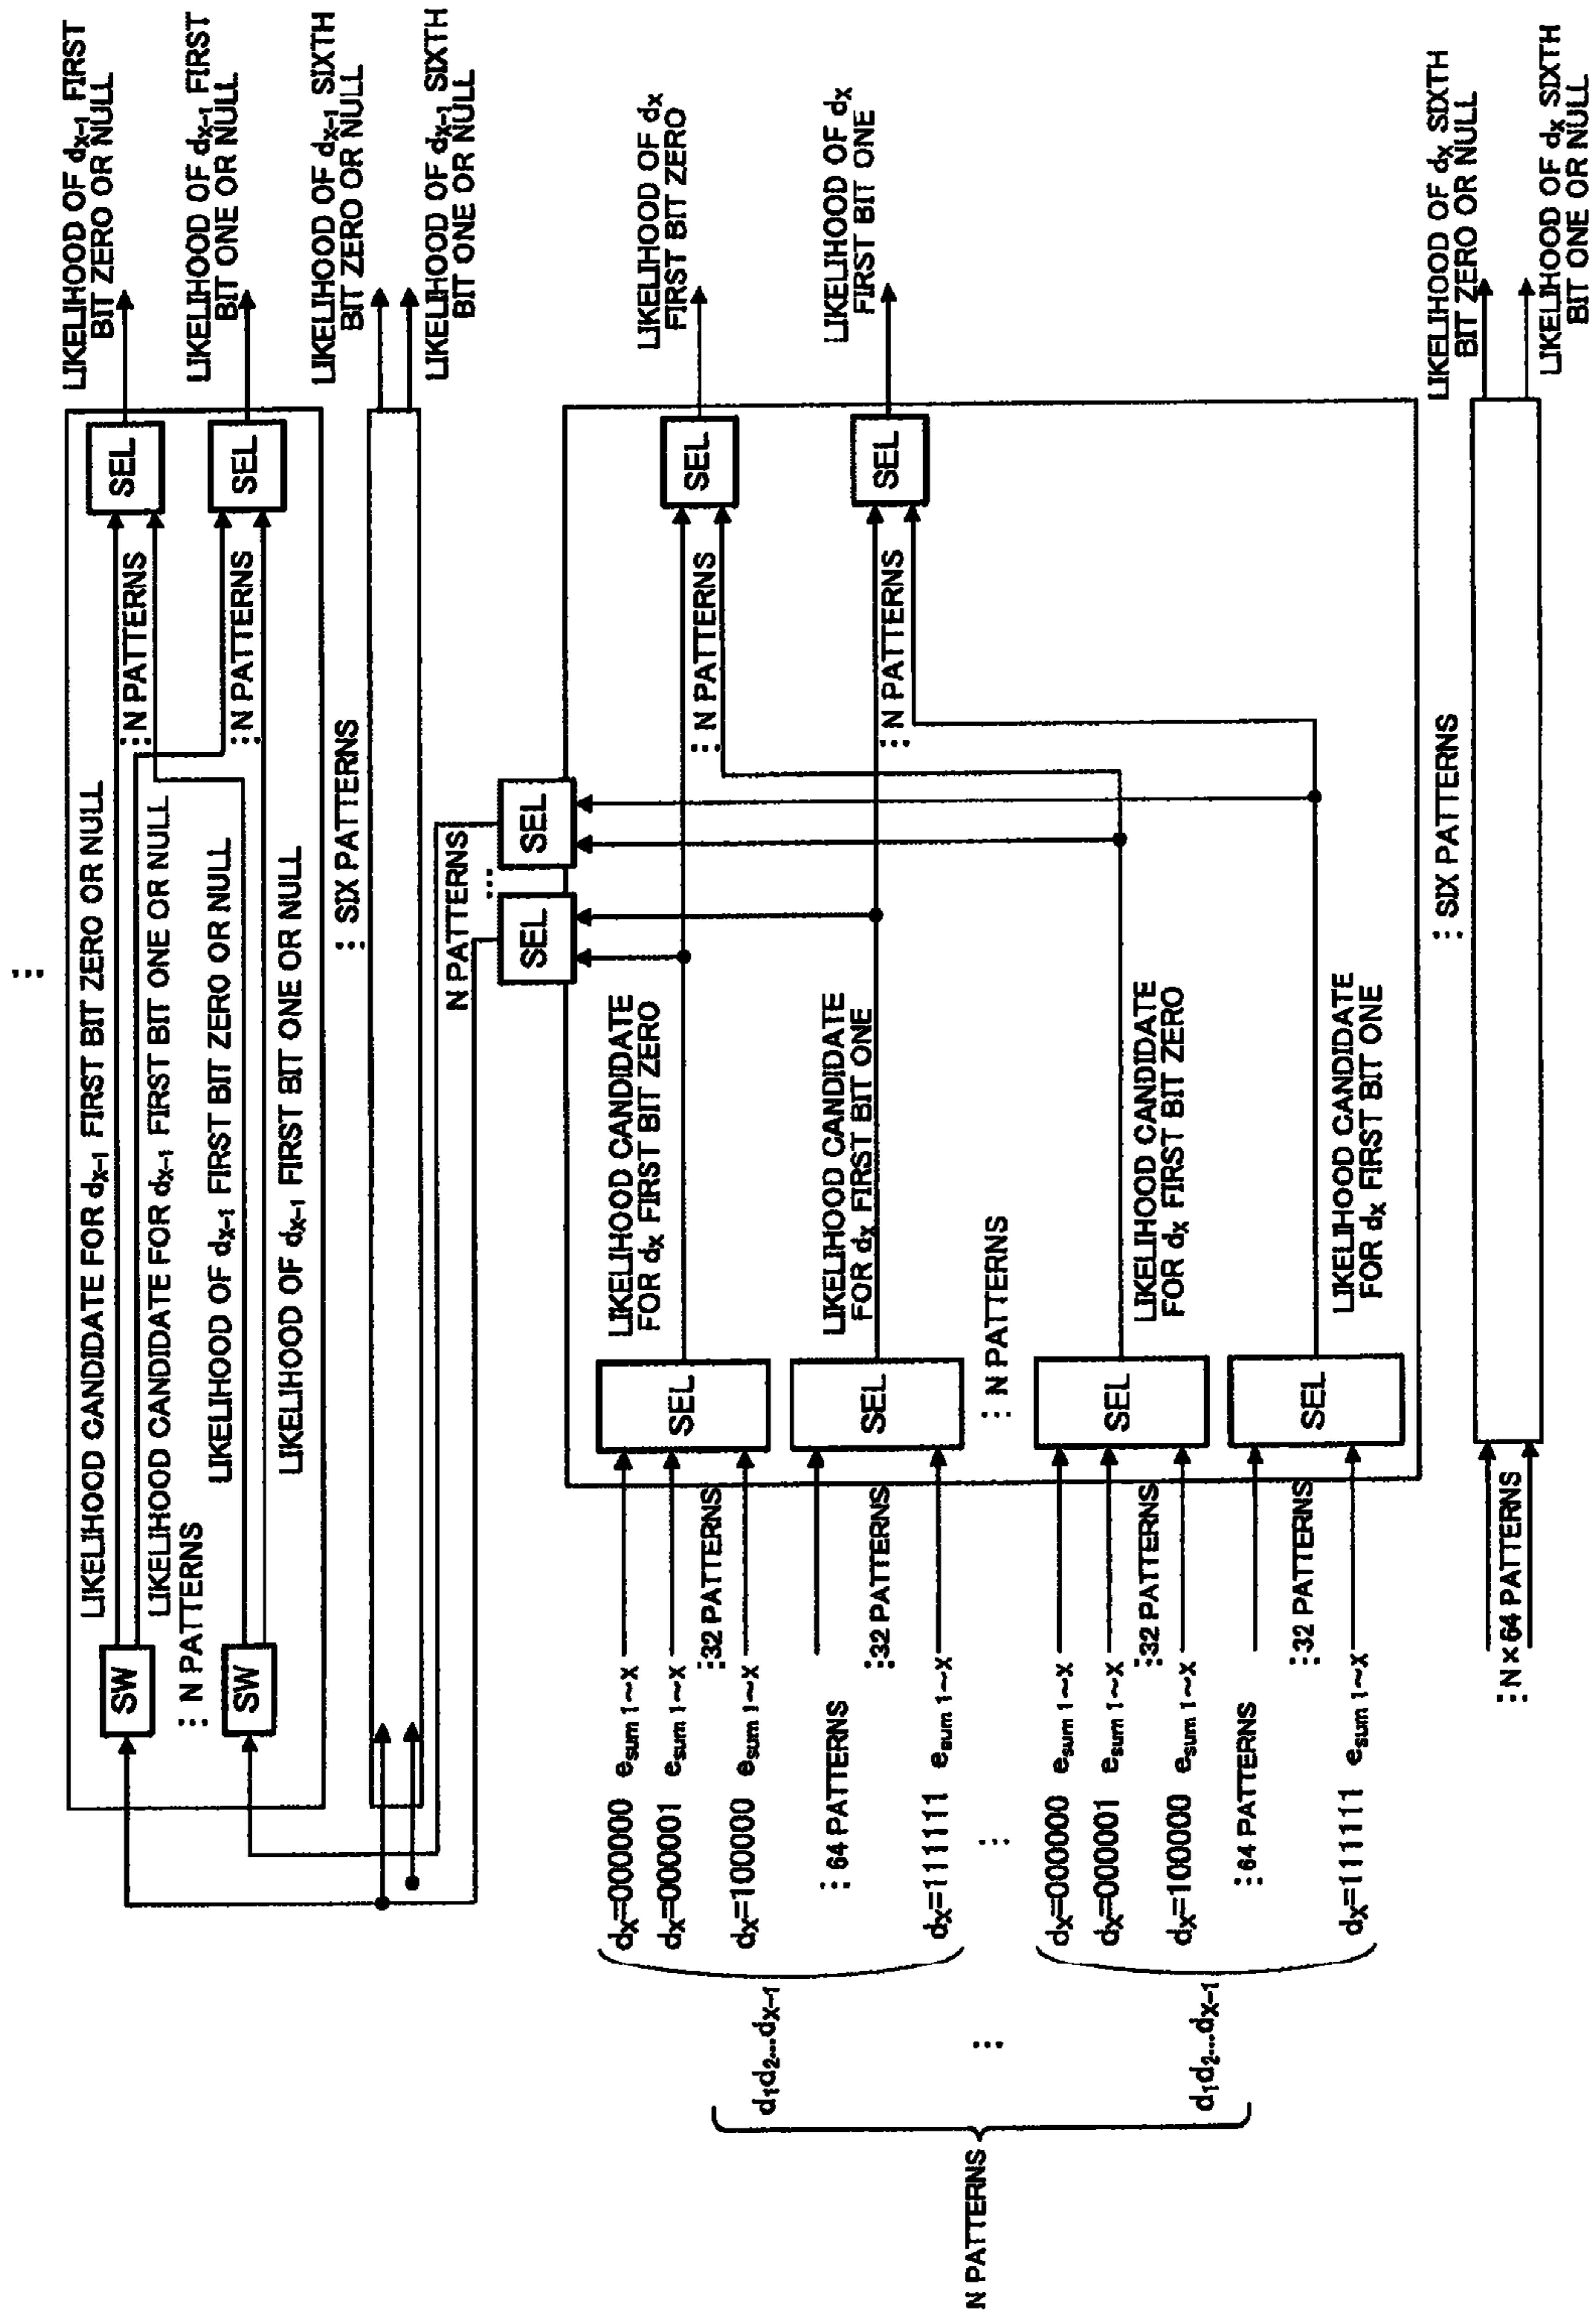 ⋮
LIKELIHOOD OF dx-1 FIRST
BIT ZERO OR NULL
LIKELIHOOD OF dx-1 FIRST
BIT ONE OR NULL
LIKELIHOOD OF dx-1 SIXTH
BIT ZERO OR NULL
LIKELIHOOD OF dx-1 SIXTH
BIT ONE OR NULL
LIKELIHOOD CANDIDATE FOR dx-1 FIRST BIT ZERO OR NULL
LIKELIHOOD CANDIDATE FOR dx-1 FIRST BIT ONE OR NULL
LIKELIHOOD OF dx-1 FIRST BIT ZERO OR NULL
LIKELIHOOD OF dx-1 FIRST BIT ONE OR NULL
SW
⋮ N PATTERNS
SW
⋮N PATTERNS
⋮N PATTERNS
SEL
SEL
⋮ SIX PATTERNS
N PATTERNS
SEL
...
SEL
LIKELIHOOD OF dx
FIRST BIT ZERO
LIKELIHOOD OF dx
FIRST BIT ONE
SEL
SEL
⋮ N PATTERNS
⋮ N PATTERNS
LIKELIHOOD CANDIDATE
FOR dx FIRST BIT ZERO
LIKELIHOOD CANDIDATE
FOR dx FIRST BIT ONE
⋮ N PATTERNS
LIKELIHOOD CANDIDATE
FOR dx FIRST BIT ZERO
LIKELIHOOD CANDIDATE
FOR dx FIRST BIT ONE
SEL
SEL
SEL
SEL
N PATTERNS
d1d2...dx-1
⋮
d1d2...dx-1
dx=000000 esum 1~x
dx=000001 esum 1~x
⋮32 PATTERNS
dx=100000 esum 1~x
⋮ 64 PATTERNS
⋮32 PATTERNS
dx=111111 esum 1~x
⋮
dx=000000 esum 1~x
dx=000001 esum 1~x
⋮32 PATTERNS
dx=100000 esum 1~x
⋮64 PATTERNS
⋮32 PATTERNS
dx=111111 esum 1~x
⋮ SIX PATTERNS
⋮N×64 PATTERNS
LIKELIHOOD OF dx SIXTH
BIT ZERO OR NULL
LIKELIHOOD OF dx SIXTH
BIT ONE OR NULL